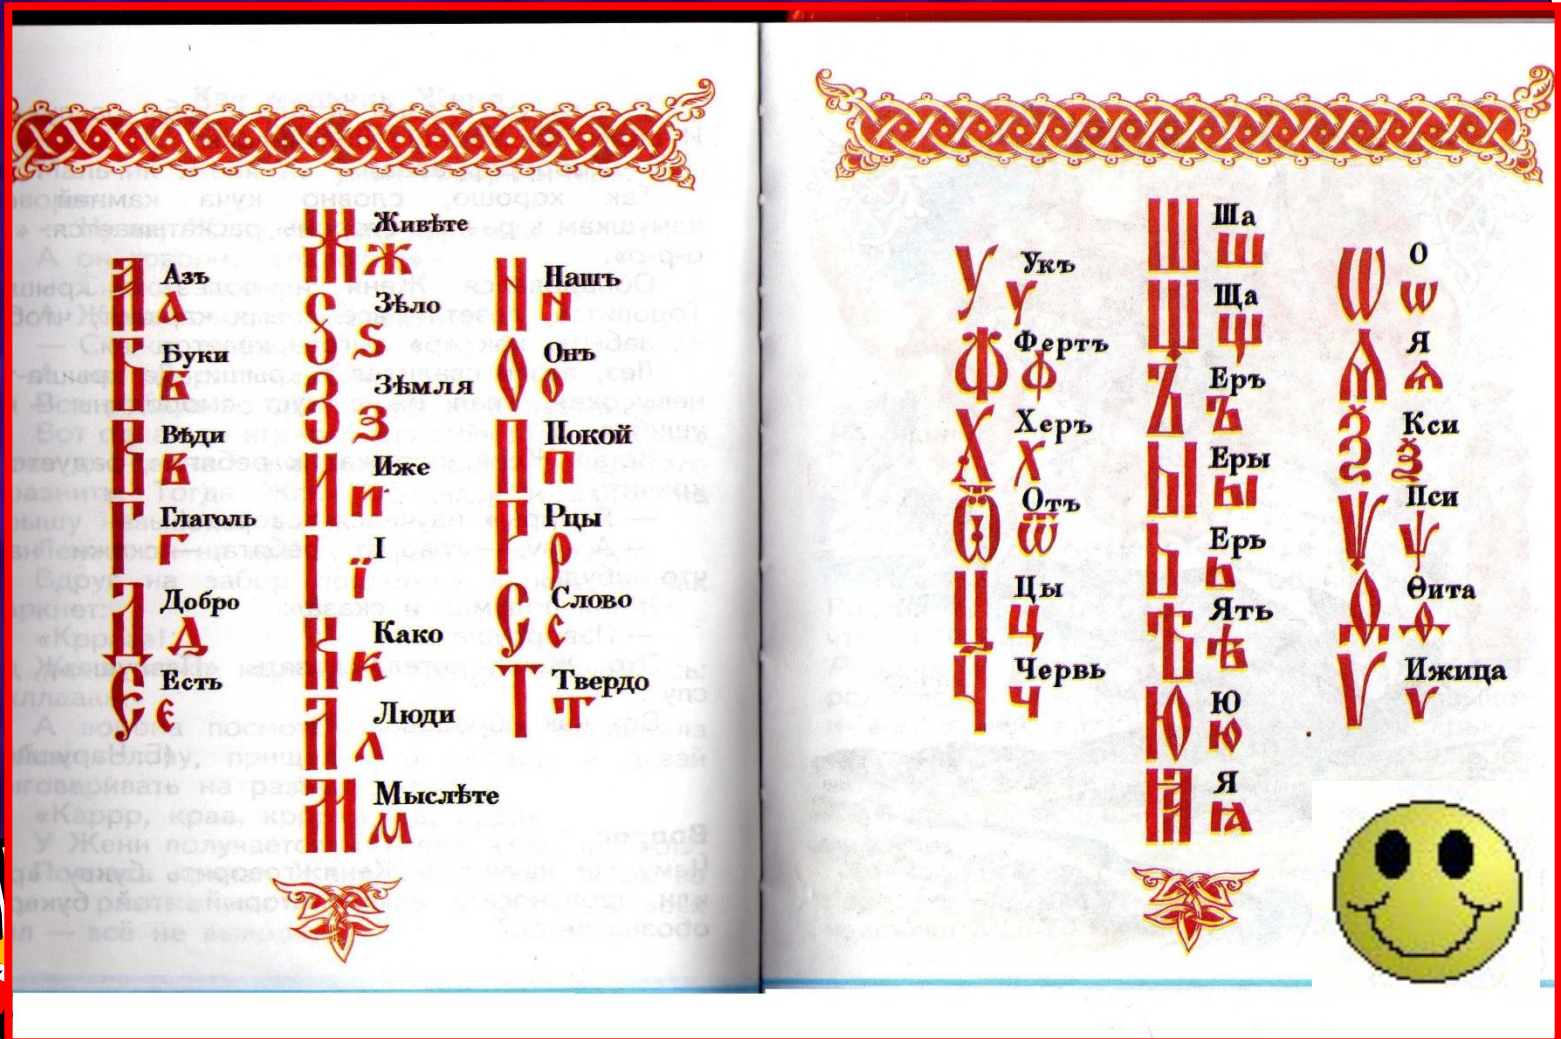 Азъ
А
Буки
Б
Вѣди
В
Глаголь
Г
Добро
Д
Есть
Є
Живѣте
Ж
Зѣло
Ѕ
Зѣмля
З
Иже
И
І
ї
Како
К
Люди
Л
Мыслѣте
М
Нашъ
N
Онъ
О
Покой
П
Рцы
Р
Слово
Є
Твердо
Т
Укъ
Ү
Фертъ
Ф
Херъ
Х
Отъ
Ѿ
Цы
Ц
Червь
Ч
Ша
Ш
Ща
Щ
Еръ
Ъ
Еры
Ы
Ерь
Ь
Ять
Ѣ
Ю
Ю
Я
Ꙗ
О
Ѡ
Я
Ѧ
Кси
Ѯ
Пси
Ѱ
Ѳита
Ѳ
Ижица
Ѵ